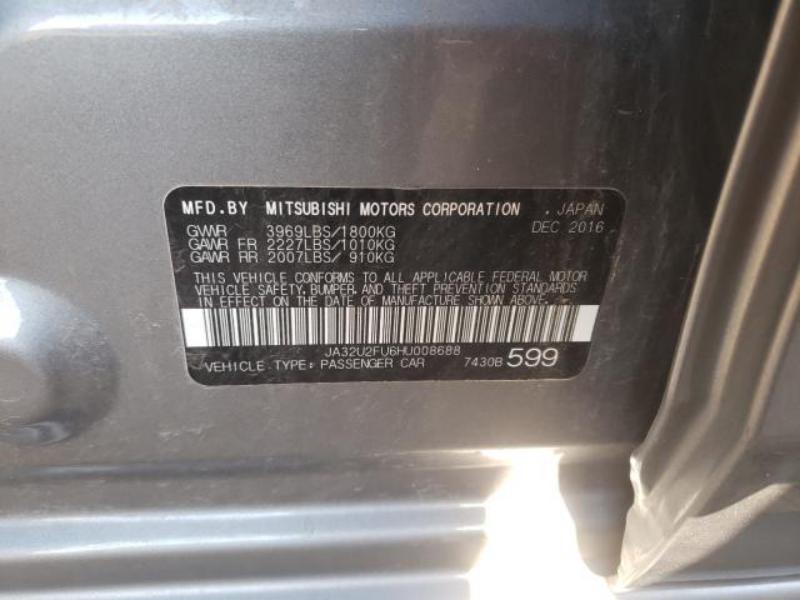 MFD.BY MITSUBISHI MOTORS CORPORATION . JAPAN
GVWR 3969LBS/1800KG DEC 2016
GAWR FR 2227LBS/1010KG
GAWR RR 2007LBS/ 910KG
THIS VEHICLE CONFORMS TO ALL APPLICABLE FEDERAL MOTOR
VEHICLE SAFETY, BUMPER, AND THEFT PREVENTION STANDARDS
IN EFFECT ON THE DATE OF MANUFACTURE SHOWN ABOVE.
JA32U2FU6HU008688
VEHICLE TYPE: PASSENGER CAR 7430B 599